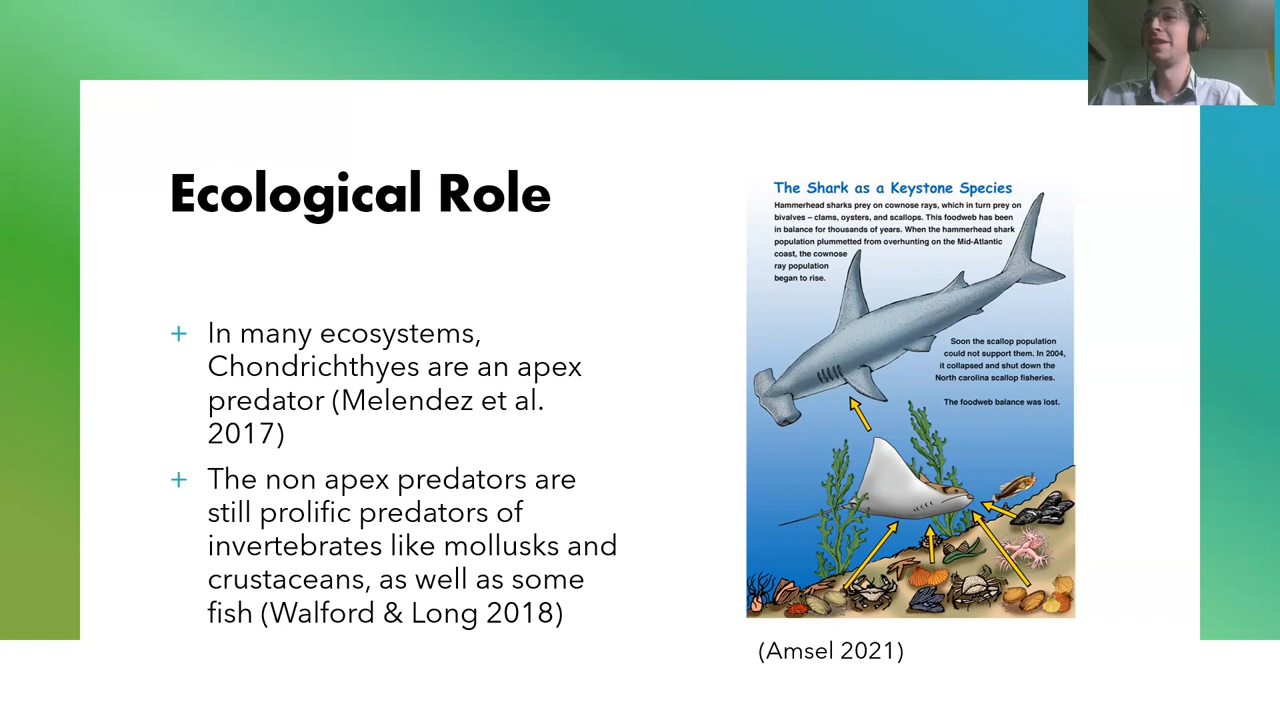 Ecological Role
+ In many ecosystems,
Chondrichthyes are an apex
predator (Melendez et al.
2017)
+ The non apex predators are
still prolific predators of
invertebrates like mollusks and
crustaceans, as well as some
fish (Walford & Long 2018)
The Shark as a Keystone Species
Hammerhead sharks prey on cownose rays, which in turn prey on
bivalves – clams, oysters, and scallops. This foodweb has been
in balance for thousands of years. When the hammerhead shark
population plummetted from overhunting on the Mid-Atlantic
coast, the cownose
ray population
began to rise.
Soon the scallop population
could not support them. In 2004,
it collapsed and shut down the
North carolina scallop fisheries.
The foodweb balance was lost.
(Amsel 2021)